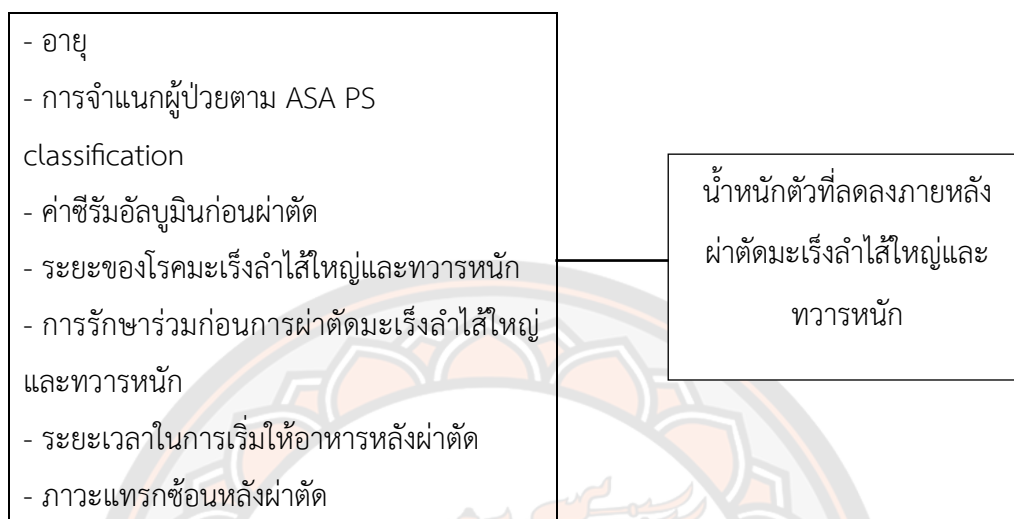 - อายุ
- การจำแนกผู้ป่วยตาม ASA PS
classification
- ค่าซีรัมอัลบูมินก่อนผ่าตัด
- ระยะของโรคมะเร็งลำไส้ใหญ่และทวารหนัก
- การรักษาร่วมก่อนการผ่าตัดมะเร็งลำไส้ใหญ่
และทวารหนัก
- ระยะเวลาในการเริ่มให้อาหารหลังผ่าตัด
- ภาวะแทรกซ้อนหลังผ่าตัด
น้ำหนักตัวที่ลดลงภายหลัง
ผ่าตัดมะเร็งลำไส้ใหญ่และ
ทวารหนัก